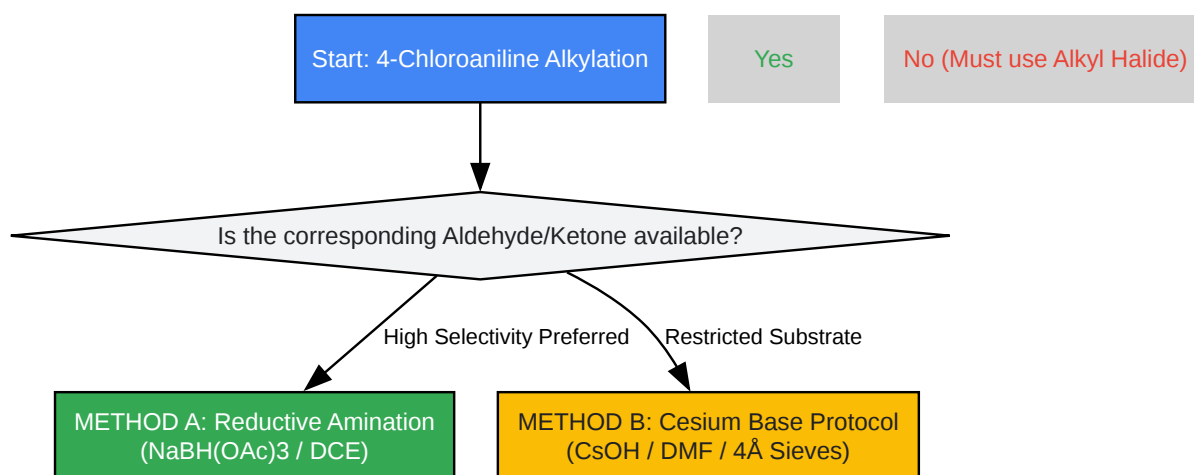 Start: 4-Chloroaniline Alkylation
Yes
No (Must use Alkyl Halide)
Is the corresponding Aldehyde/Ketone available?
High Selectivity Preferred
Restricted Substrate
METHOD A: Reductive Amination
(NaBH(OAc)3 / DCE)
METHOD B: Cesium Base Protocol
(CsOH / DMF / 4Å Sieves)